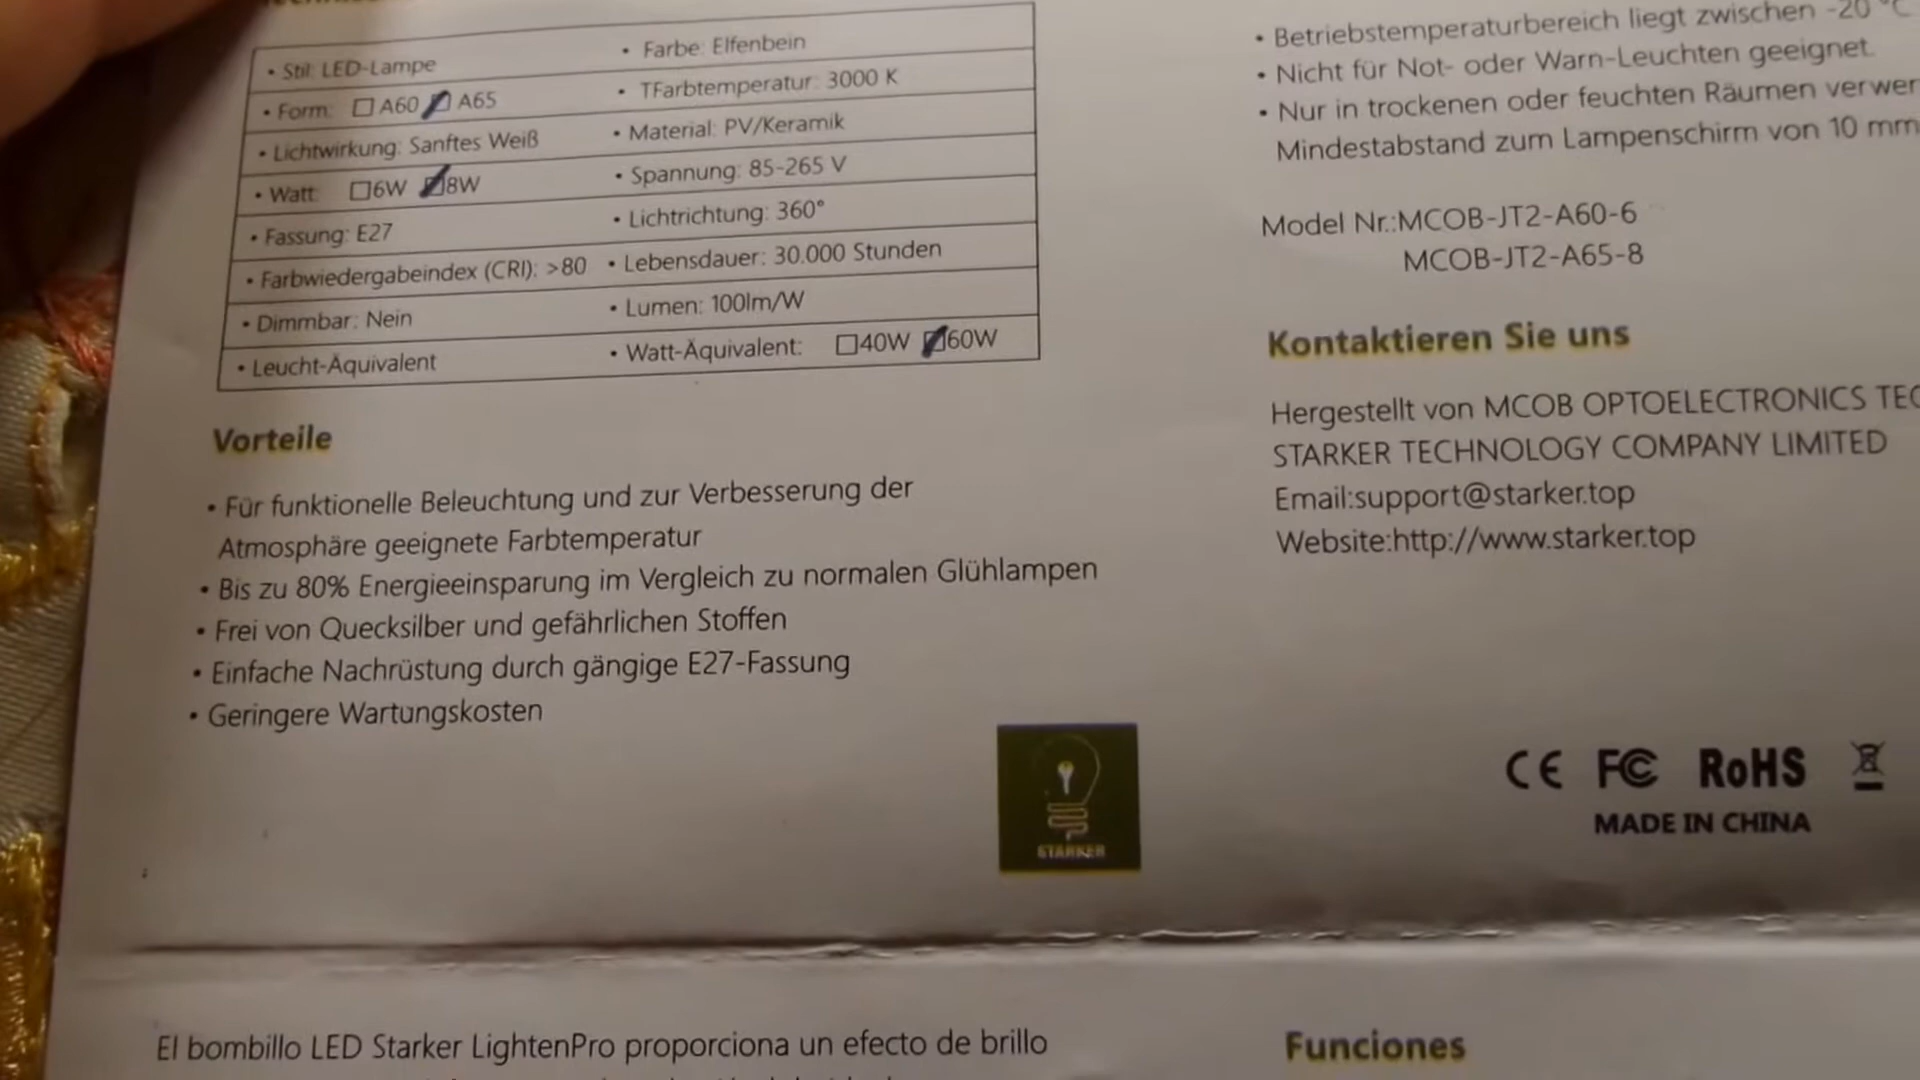 • Stil: LED-Lampe
• Farbe: Elfenbein
• Form: A60 A65
• TFarbtemperatur: 3000 K
• Lichtwirkung: Sanftes Weiß
• Material: PV/Keramik
• Watt: 6W 8W
• Spannung: 85-265 V
• Fassung: E27
• Lichtrichtung: 360°
• Farbwiedergabeindex (CRI): >80
• Lebensdauer: 30.000 Stunden
• Dimmbar: Nein
• Lumen: 100lm/W
• Leucht-Äquivalent
• Watt-Äquivalent: 40W 60W
Vorteile
• Für funktionelle Beleuchtung und zur Verbesserung der
Atmosphäre geeignete Farbtemperatur
• Bis zu 80% Energieeinsparung im Vergleich zu normalen Glühlampen
• Frei von Quecksilber und gefährlichen Stoffen
• Einfache Nachrüstung durch gängige E27-Fassung
• Geringere Wartungskosten
STARKER
• Betriebstemperaturbereich liegt zwischen -20 °C
• Nicht für Not- oder Warn-Leuchten geeignet.
• Nur in trockenen oder feuchten Räumen
Mindestabstand zum Lampenschirm von 10 mm
Model Nr.:MCOB-JT2-A60-6
MCOB-JT2-A65-8
Kontaktieren Sie uns
Hergestellt von MCOB OPTOELECTRONICS
STARKER TECHNOLOGY COMPANY LIMITED
Email:support@starker.top
Website:http://www.starker.top
CE FC RoHS
MADE IN CHINA
El bombillo LED Starker LightenPro proporciona un efecto de brillo
Funciones